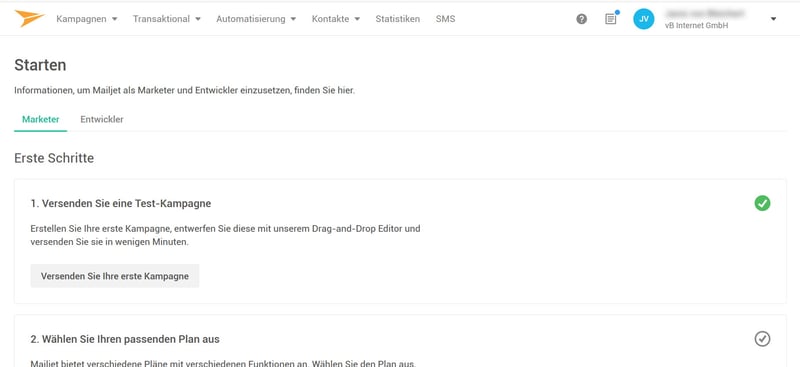 Kampagnen Transaktional Automatisierung Kontakte Statistiken SMS
? JV
vB Internet GmbH
Starten
Informationen, um Mailjet als Marketer und Entwickler einzusetzen, finden Sie hier.
Marketer Entwickler
Erste Schritte
1. Versenden Sie eine Test-Kampagne
Erstellen Sie Ihre erste Kampagne, entwerfen Sie diese mit unserem Drag-and-Drop Editor und
versenden Sie sie in wenigen Minuten.
Versenden Sie Ihre erste Kampagne
2. Wählen Sie Ihren passenden Plan aus
Mailjet bietet verschiedene Pläne mit verschiedenen Funktionen an. Wählen Sie den Plan aus,